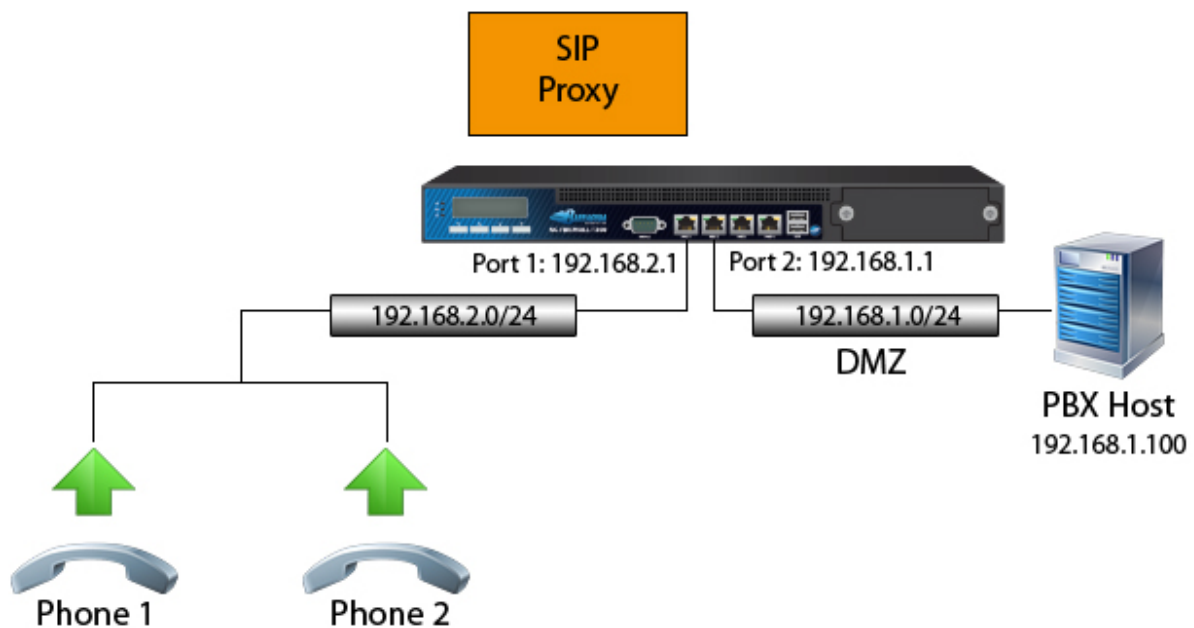 SIP
Proxy
Port 1: 192.168.2.1
Port 2: 192.168.1.1
192.168.2.0/24
192.168.1.0/24
DMZ
PBX Host
192.168.1.100
Phone 1
Phone 2